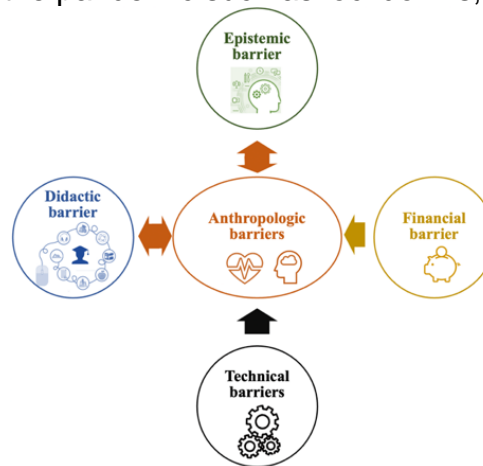 Epistemic
barrier
Didactic
barrier
Anthropologic
barriers
Financial
barrier
Technical
barriers